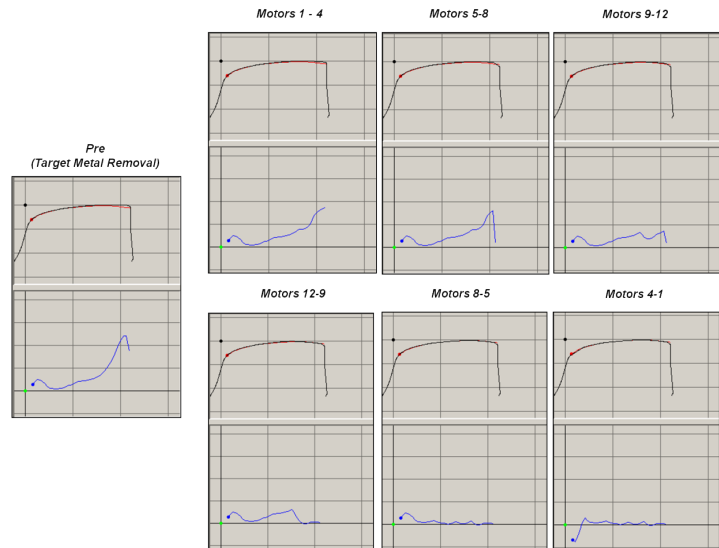 Motors 1 - 4
Motors 5-8
Motors 9-12
Pre
(Target Metal Removal)
Motors 12-9
Motors 8-5
Motors 4-1